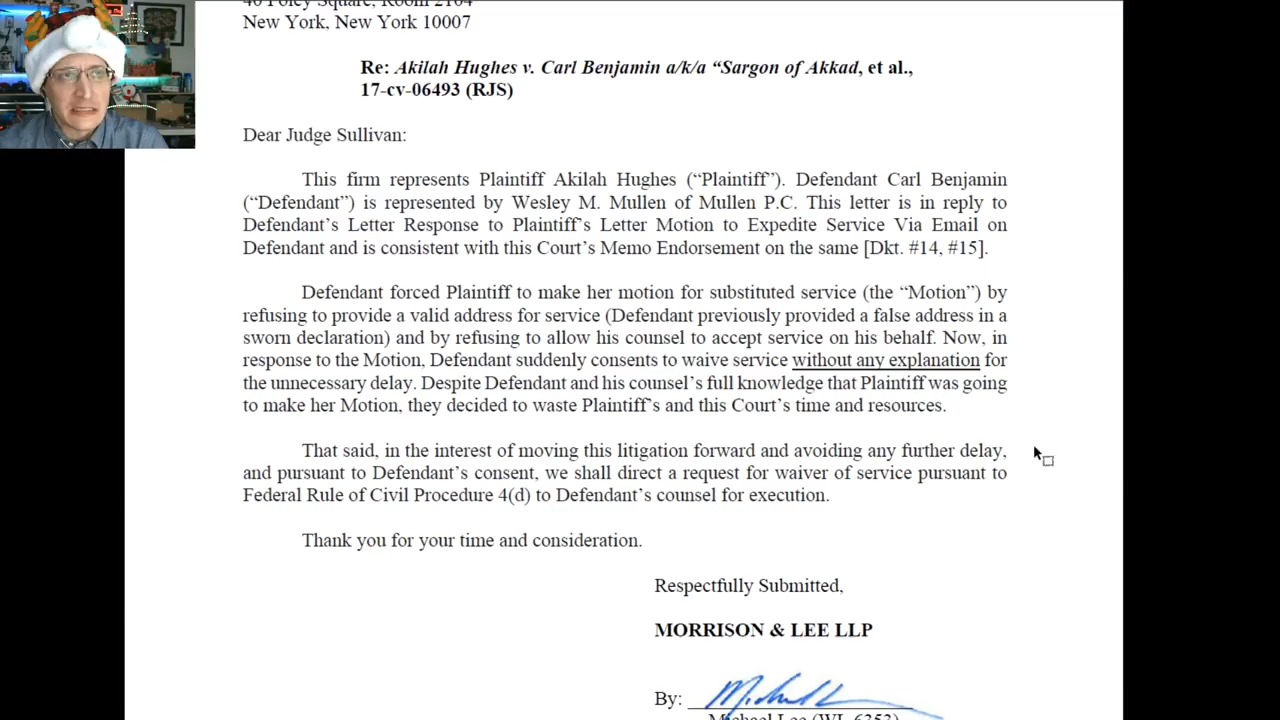 40 Foley Square, Room 2104
New York, New York 10007
Re: Akilah Hughes v. Carl Benjamin a/k/a “Sargon of Akkad, et al.,
17-cv-06493 (RJS)
Dear Judge Sullivan:
This firm represents Plaintiff Akilah Hughes (“Plaintiff”). Defendant Carl Benjamin
(“Defendant”) is represented by Wesley M. Mullen of Mullen P.C. This letter is in reply to
Defendant’s Letter Response to Plaintiff’s Letter Motion to Expedite Service Via Email on
Defendant and is consistent with this Court’s Memo Endorsement on the same [Dkt. #14, #15].
Defendant forced Plaintiff to make her motion for substituted service (the “Motion”) by
refusing to provide a valid address for service (Defendant previously provided a false address in a
sworn declaration) and by refusing to allow his counsel to accept service on his behalf. Now, in
response to the Motion, Defendant suddenly consents to waive service without any explanation for
the unnecessary delay. Despite Defendant and his counsel’s full knowledge that Plaintiff was going
to make her Motion, they decided to waste Plaintiff’s and this Court’s time and resources.
That said, in the interest of moving this litigation forward and avoiding any further delay,
and pursuant to Defendant’s consent, we shall direct a request for waiver of service pursuant to
Federal Rule of Civil Procedure 4(d) to Defendant’s counsel for execution.
Thank you for your time and consideration.
Respectfully Submitted,
MORRISON & LEE LLP
By:
Michael Lee (WL 6353)